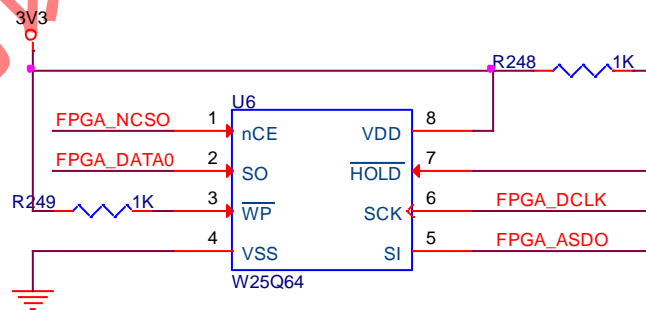 3V3
R248 1K
U6
FPGA_NCSO 1 nCE VDD 8
FPGA_DATA0 2 SO HOLD 7
R249 1K 3 WP SCK 6 FPGA_DCLK
4 VSS SI 5 FPGA_ASDO
W25Q64